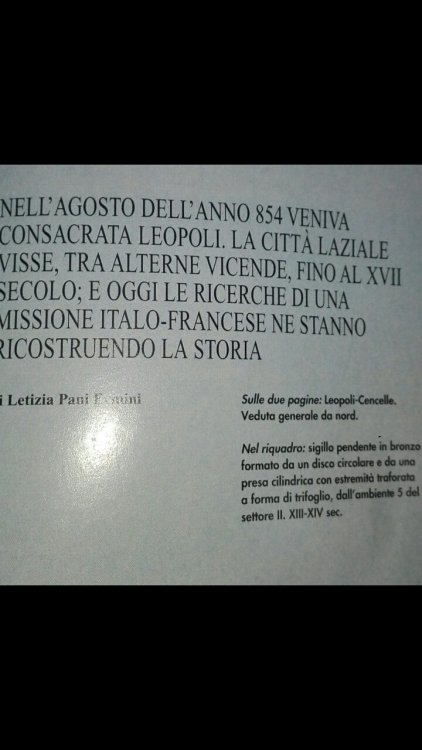 NELL'AGOSTO DELL'ANNO 854 VENIVA
CONSACRATA LEOPOLI. LA CITTÀ LAZIALE
VISSE, TRA ALTERNE VICENDE, FINO AL XVII
SECOLO; E OGGI LE RICERCHE DI UNA
MISSIONE ITALO-FRANCESE NE STANNO
RICOSTRUENDO LA STORIA
i Letizia Pani
Sulle due pagine: Leopoli-Cencelle.
Veduta generale da nord.
Nel riquadro: sigillo pendente in bronzo
formato da un disco circolare e da una
presa cilindrica con estremità traforata
a forma di trifoglio, dall'ambiente 5 del
settore II. XIII-XIV sec.